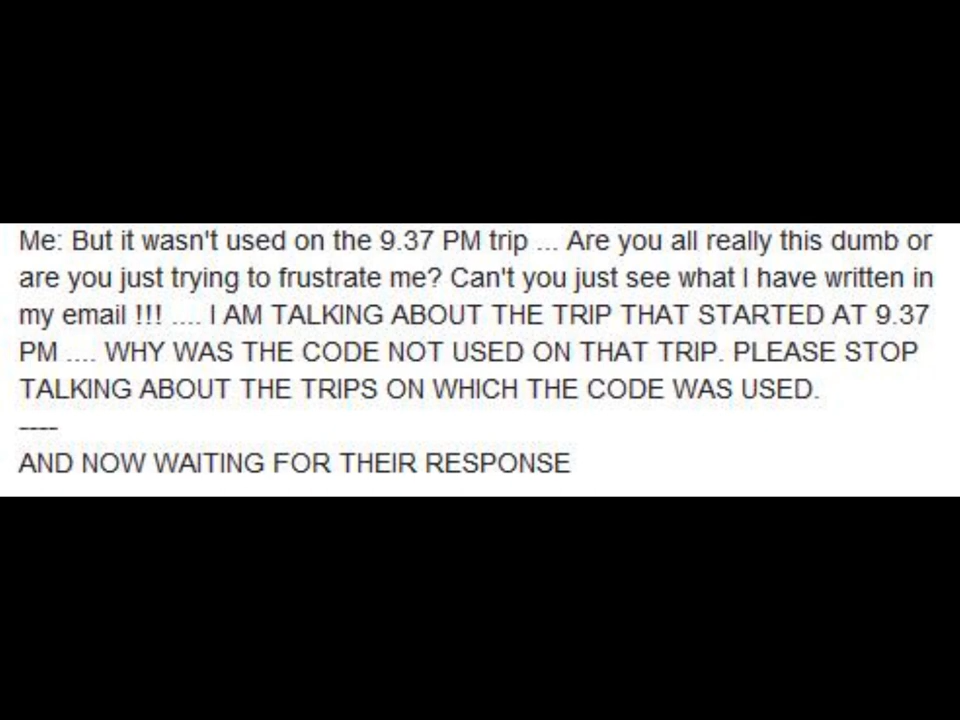 Me: But it wasn't used on the 9.37 PM trip ... Are you all really this dumb or
are you just trying to frustrate me? Can't you just see what I have written in
my email !!! .... I AM TALKING ABOUT THE TRIP THAT STARTED AT 9.37
PM .... WHY WAS THE CODE NOT USED ON THAT TRIP. PLEASE STOP
TALKING ABOUT THE TRIPS ON WHICH THE CODE WAS USED.
----
AND NOW WAITING FOR THEIR RESPONSE